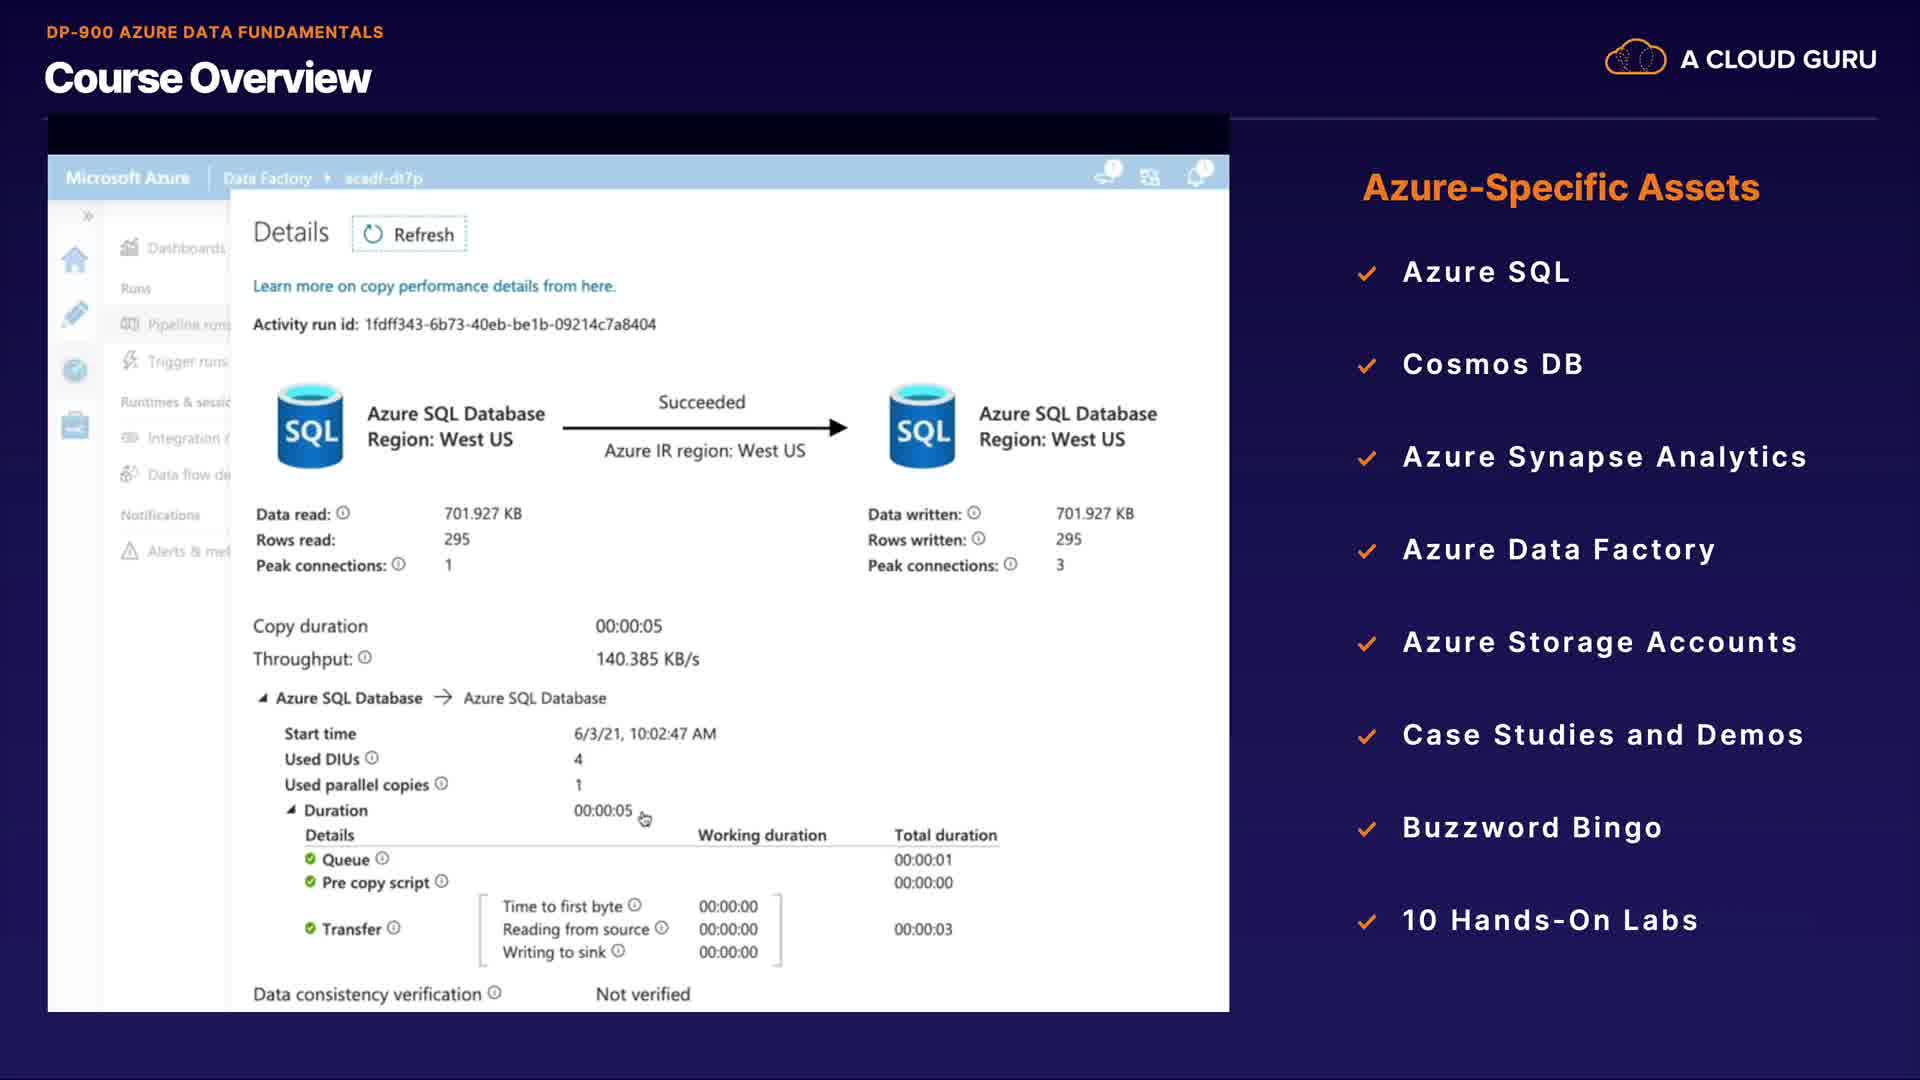 DP-900 AZURE DATA FUNDAMENTALS
Course Overview
A CLOUD GURU
Microsoft Azure
Data Factory
acadf-dt7p
Dashboards
Runs
Pipeline runs
Trigger runs
Runtimes &
Integration
Data flow
Notifications
Alerts &
Details
Refresh
Learn more on copy performance details from here.
Activity run id: 1fdff343-6b73-40eb-be1b-09214c7a8404
SQL
Azure SQL Database
Region: West US
Succeeded
Azure IR region: West US
SQL
Azure SQL Database
Region: West US
Data read: 701.927 KB
Rows read: 295
Peak connections: 1
Data written: 701.927 KB
Rows written: 295
Peak connections: 3
Copy duration 00:00:05
Throughput: 140.385 KB/s
Azure SQL Database → Azure SQL Database
Start time 6/3/21, 10:02:47 AM
Used DIUs 4
Used parallel copies 1
Duration 00:00:05
Details Working duration Total duration
Queue 00:00:01
Pre copy script 00:00:00
Time to first byte 00:00:00
Transfer Reading from source 00:00:00 00:00:03
Writing to sink 00:00:00
Data consistency verification Not verified
Azure-Specific Assets
Azure SQL
Cosmos DB
Azure Synapse Analytics
Azure Data Factory
Azure Storage Accounts
Case Studies and Demos
Buzzword Bingo
10 Hands-On Labs